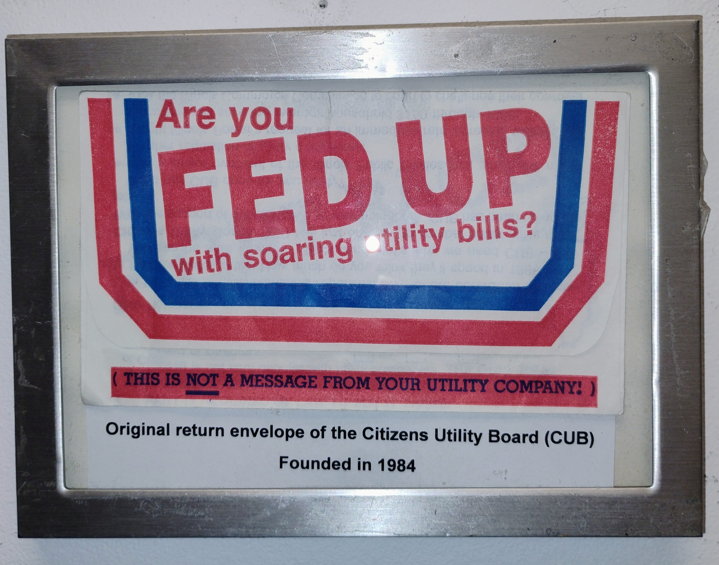 Are you
FED UP
with soaring utility bills?
( THIS IS NOT A MESSAGE FROM YOUR UTILITY COMPANY! )
Original return envelope of the Citizens Utility Board (CUB)
Founded in 1984